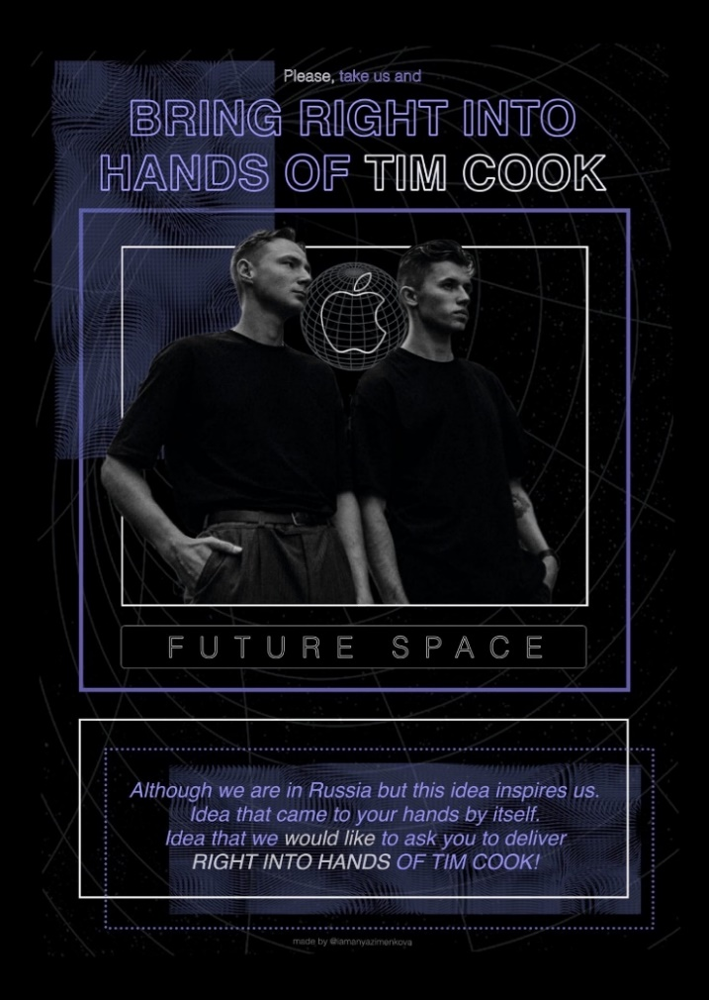 Please, take us and
BRING RIGHT INTO
HANDS OF TIM COOK
FUTURE SPACE
Although we are in Russia but this idea inspires us.
Idea that came to your hands by itself.
Idea that we would like to ask you to deliver
RIGHT INTO HANDS OF TIM COOK!
made by @iamanyazimenkova